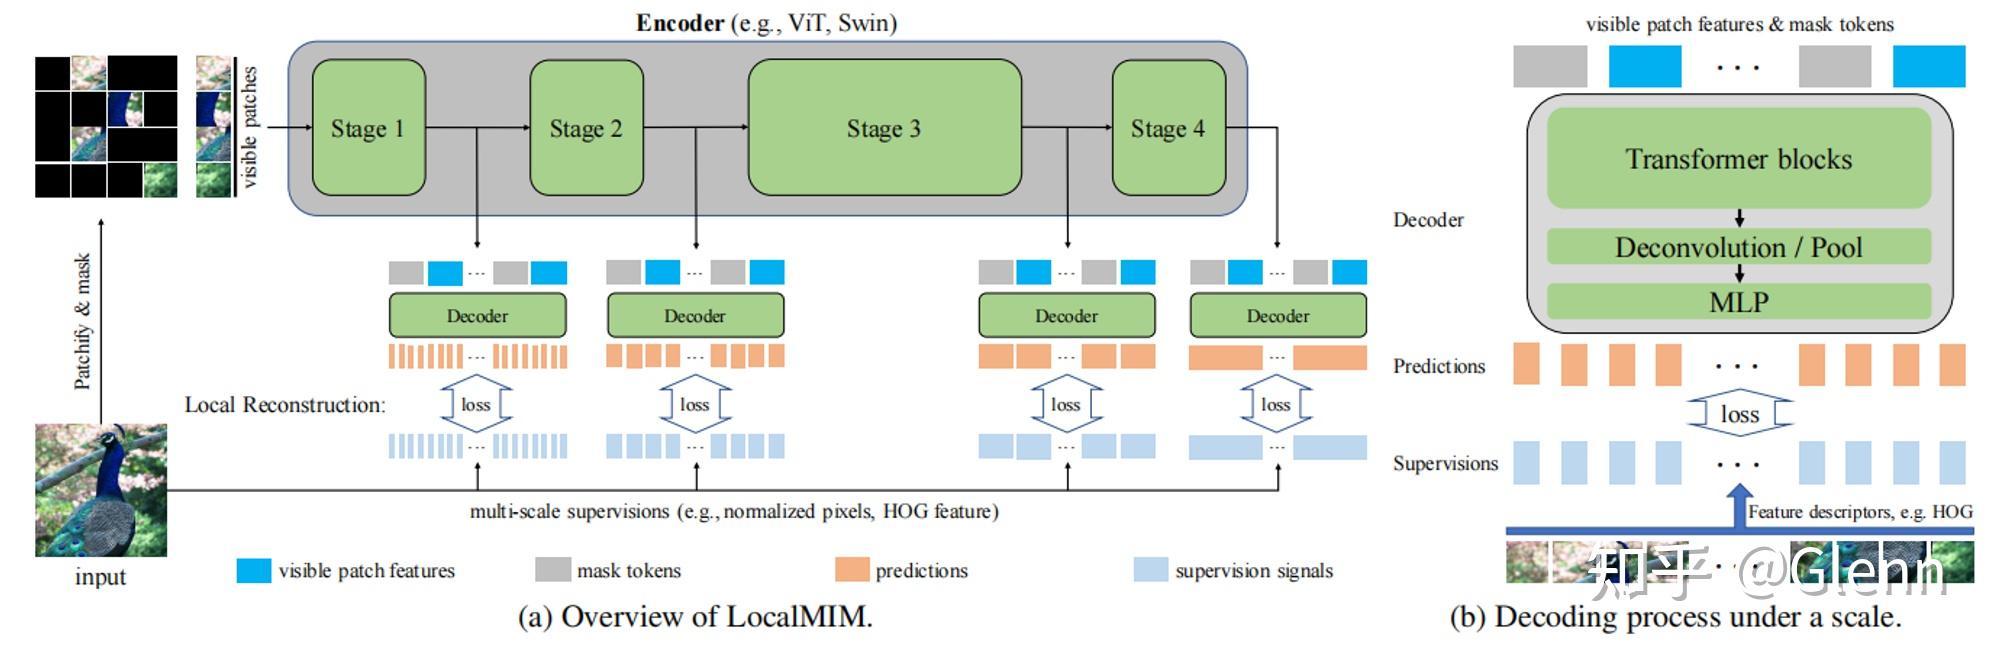 Encoder (e.g., ViT, Swin)
visible patches
Patchify & mask
Stage 1
Stage 2
Stage 3
Stage 4
...
...
...
...
Decoder
Decoder
Decoder
Decoder
...
...
...
...
Local Reconstruction:
loss
loss
loss
loss
...
...
...
...
multi-scale supervisions (e.g., normalized pixels, HOG feature)
input
visible patch features
mask tokens
predictions
supervision signals
(a) Overview of LocalMIM.
visible patch features & mask tokens
...
Transformer blocks
Decoder
Deconvolution / Pool
MLP
Predictions
...
loss
Supervisions
...
Feature descriptors, e.g. HOG
...
知乎 @Glenn
(b) Decoding process under a scale.